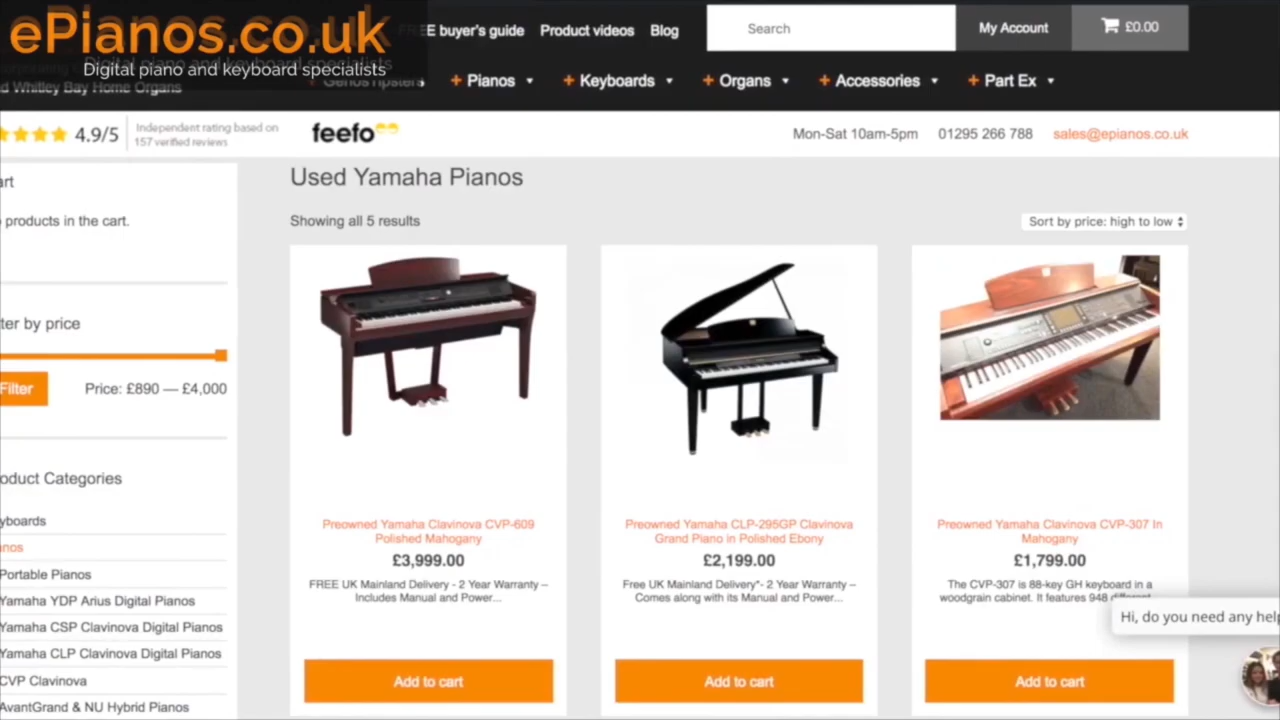 ePianos.co.uk
Digital piano and keyboard specialists
FREE buyer's guide
Product videos
Blog
Search
My Account
£0.00
d Whitley Bay Home Organs
+ Pianos
+ Keyboards
+ Organs
+ Accessories
+ Part Ex
4.9/5
Independent rating based on
157 verified reviews
feefo
Mon-Sat 10am-5pm
01295 266 788
sales@epianos.co.uk
art
products in the cart.
ter by price
Filter
Price: £890 — £4,000
oduct Categories
yboards
nos
Portable Pianos
Yamaha YDP Arius Digital Pianos
Yamaha CSP Clavinova Digital Pianos
Yamaha CLP Clavinova Digital Pianos
CVP Clavinova
AvantGrand & NU Hybrid Pianos
Used Yamaha Pianos
Showing all 5 results
Sort by price: high to low
Preowned Yamaha Clavinova CVP-609
Polished Mahogany
£3,999.00
FREE UK Mainland Delivery - 2 Year Warranty –
Includes Manual and Power...
Add to cart
Preowned Yamaha CLP-295GP Clavinova
Grand Piano in Polished Ebony
£2,199.00
Free UK Mainland Delivery*- 2 Year Warranty –
Comes along with its Manual and Power...
Add to cart
Preowned Yamaha Clavinova CVP-307 In
Mahogany
£1,799.00
The CVP-307 is 88-key GH keyboard in a
woodgrain cabinet. It features 948 different
Add to cart
Hi, do you need any help